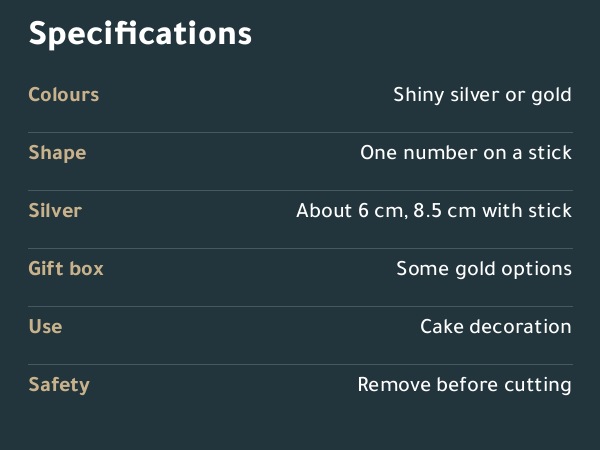 Specifications
Colours Shiny silver or gold
Shape One number on a stick
Silver About 6 cm, 8.5 cm with stick
Gift box Some gold options
Use Cake decoration
Safety Remove before cutting